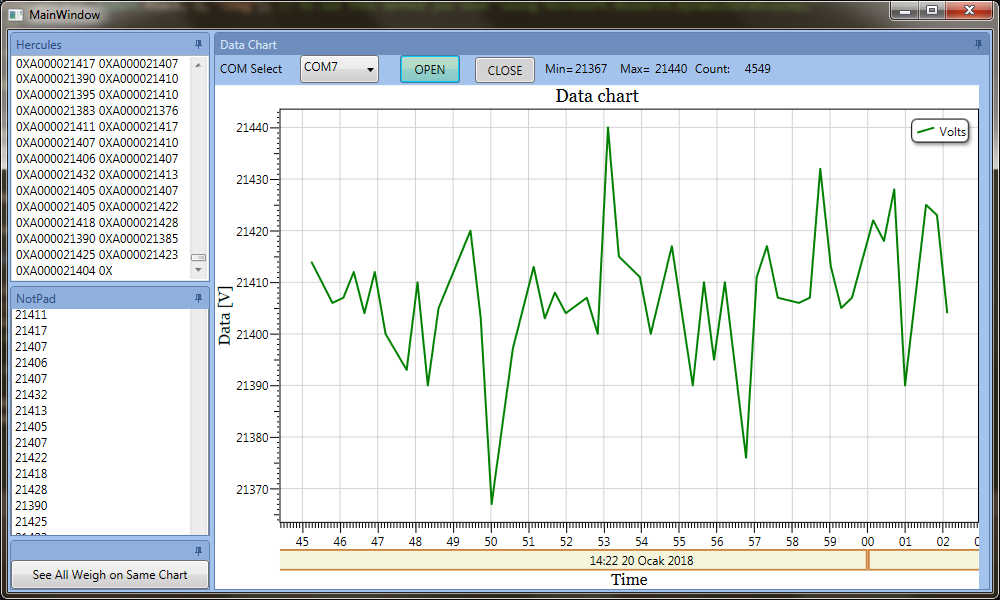 MainWindow
Hercules
0XA000021417 0XA000021407
0XA000021390 0XA000021410
0XA000021395 0XA000021410
0XA000021383 0XA000021376
0XA000021411 0XA000021417
0XA000021407 0XA000021410
0XA000021406 0XA000021407
0XA000021432 0XA000021413
0XA000021405 0XA000021407
0XA000021405 0XA000021422
0XA000021418 0XA000021428
0XA000021390 0XA000021385
0XA000021425 0XA000021423
0XA000021404 0X
NotPad
21411
21417
21407
21406
21407
21432
21413
21405
21407
21422
21418
21428
21390
21425
See All Weigh on Same Chart
Data Chart
COM Select COM7 OPEN CLOSE Min= 21367 Max= 21440 Count: 4549
Data chart
Volts
21440
21430
21420
21410
21400
21390
21380
21370
Data [V]
45 46 47 48 49 50 51 52 53 54 55 56 57 58 59 00 01 02
14:22 20 Ocak 2018
Time